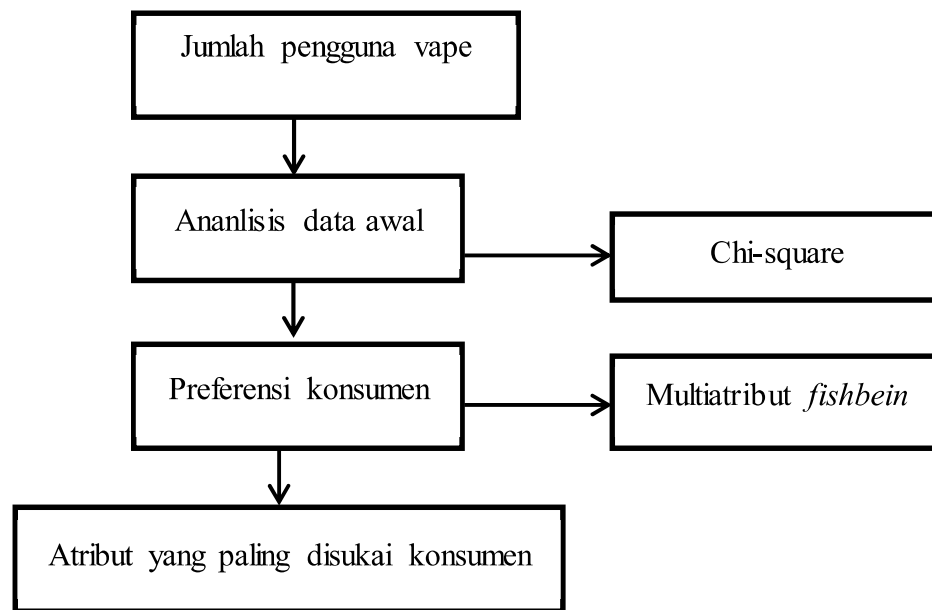 Jumlah pengguna vape
Ananlisis data awal
Chi-square
Preferensi konsumen
Multiatribut fishbein
Atribut yang paling disukai konsumen